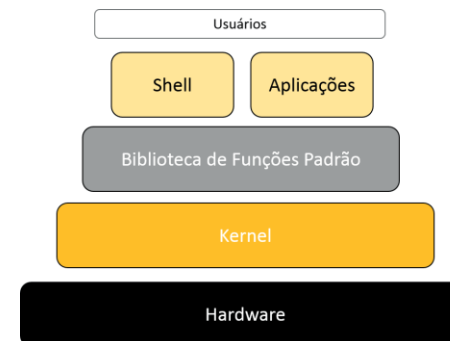 Usuários
Shell
Aplicações
Biblioteca de Funções Padrão
Kernel
Hardware